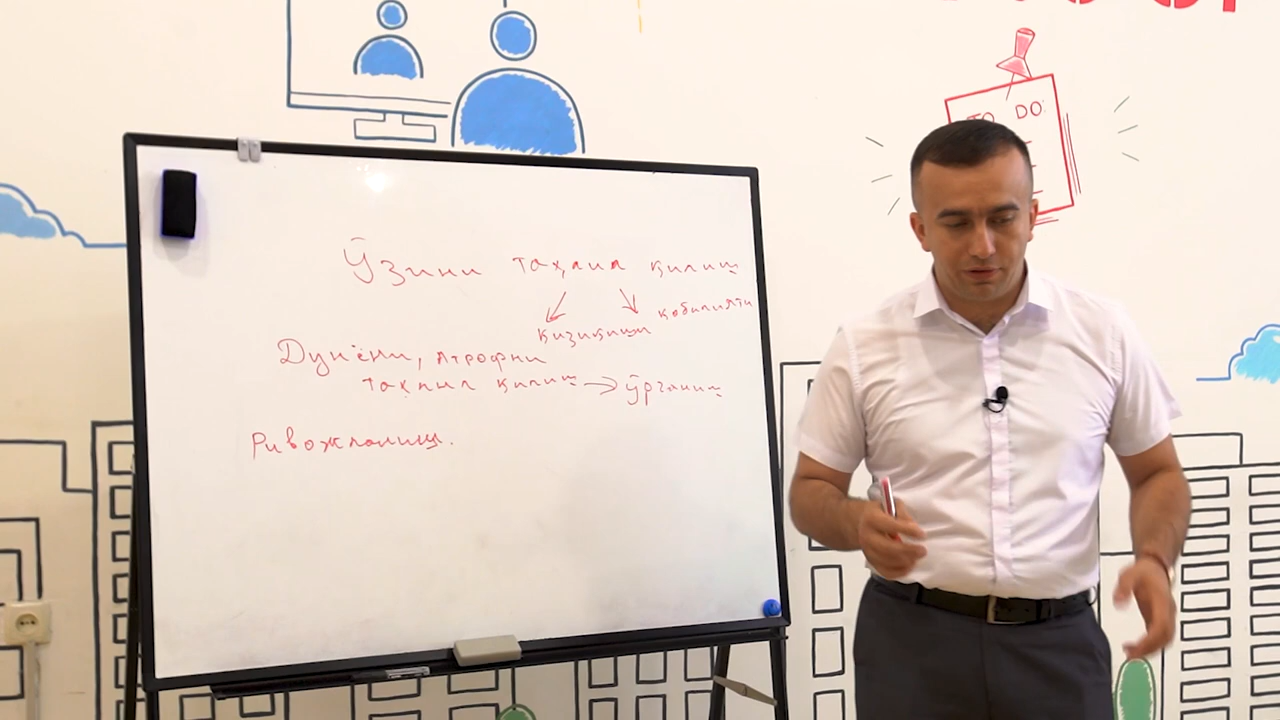 TO DO:
Ўзини таҳлил қилиш
қобилияти
қизиқиши
Дунёни, атрофни
таҳлил қилиш → ўрганиш
Ривожланиш.